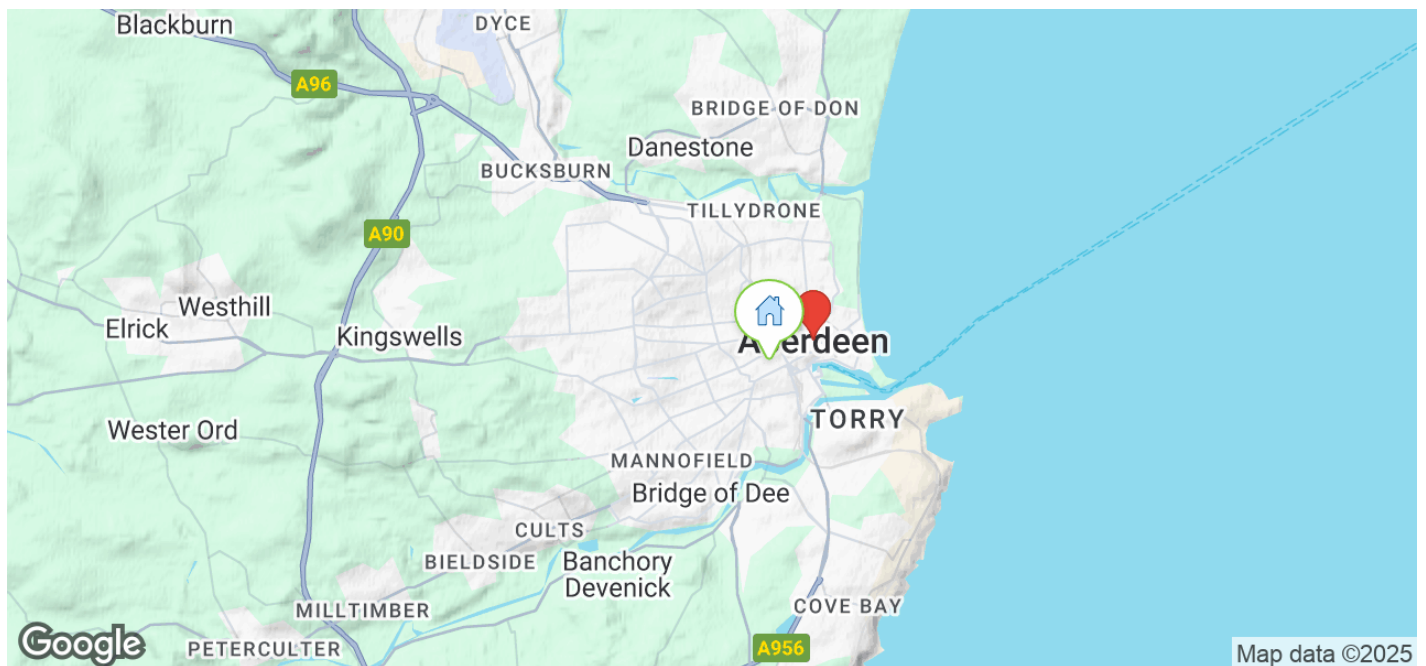 DYCE
Blackburn
A96
BRIDGE OF DON
Danestone
BUCKSBURN
TILLYDRONE
A90
Westhill
Elrick
Kingswells
Aberdeen
TORRY
Wester Ord
MANNOFIELD
Bridge of Dee
CULTS
BIELDSIDE
Banchory
Devenick
MILLTIMBER
COVE BAY
PETERCULTER
A956
Google
Map data ©2025